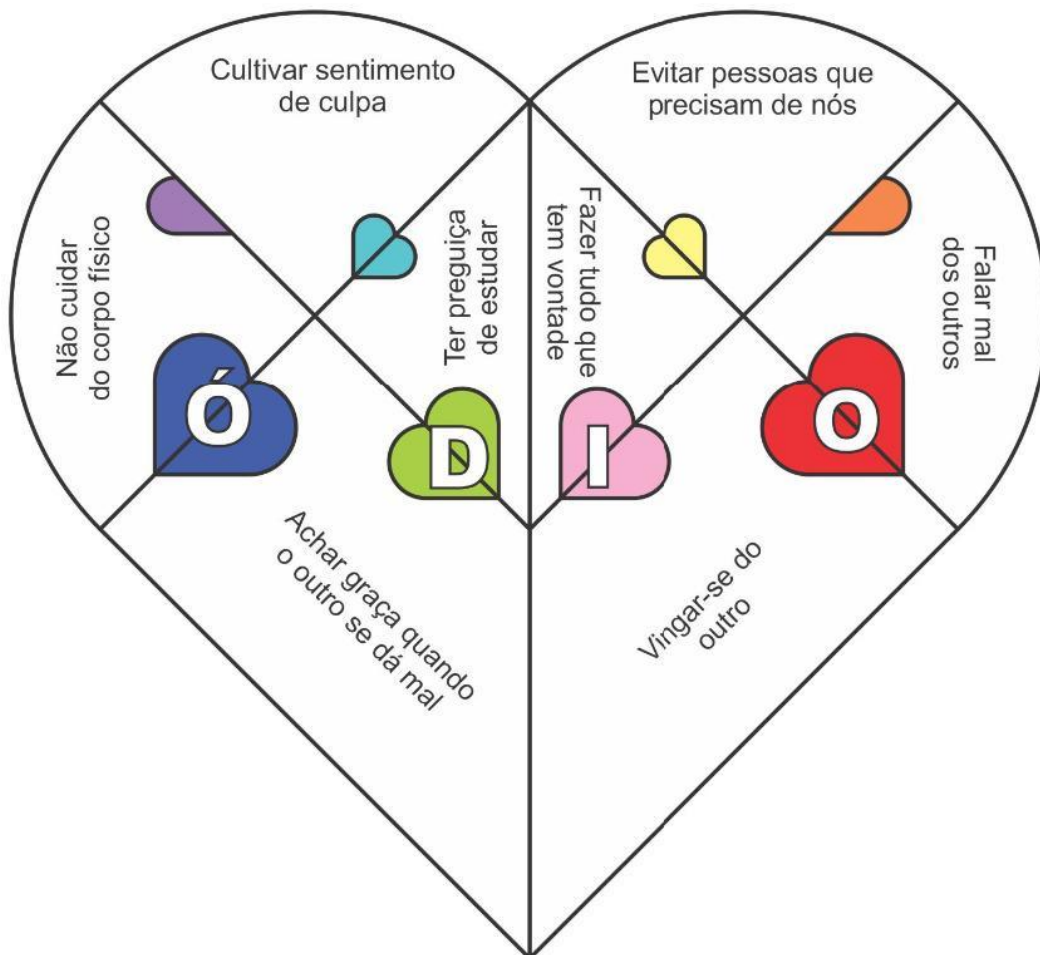 Cultivar sentimento
de culpa
Evitar pessoas que
precisam de nós
Não cuidar
do corpo físico
Ter preguiça
de estudar
Fazer tudo que
tem vontade
Falar mal
dos outros
Ó
D
I
O
Achar graça quando
o outro se dá mal
Vingar-se do
outro